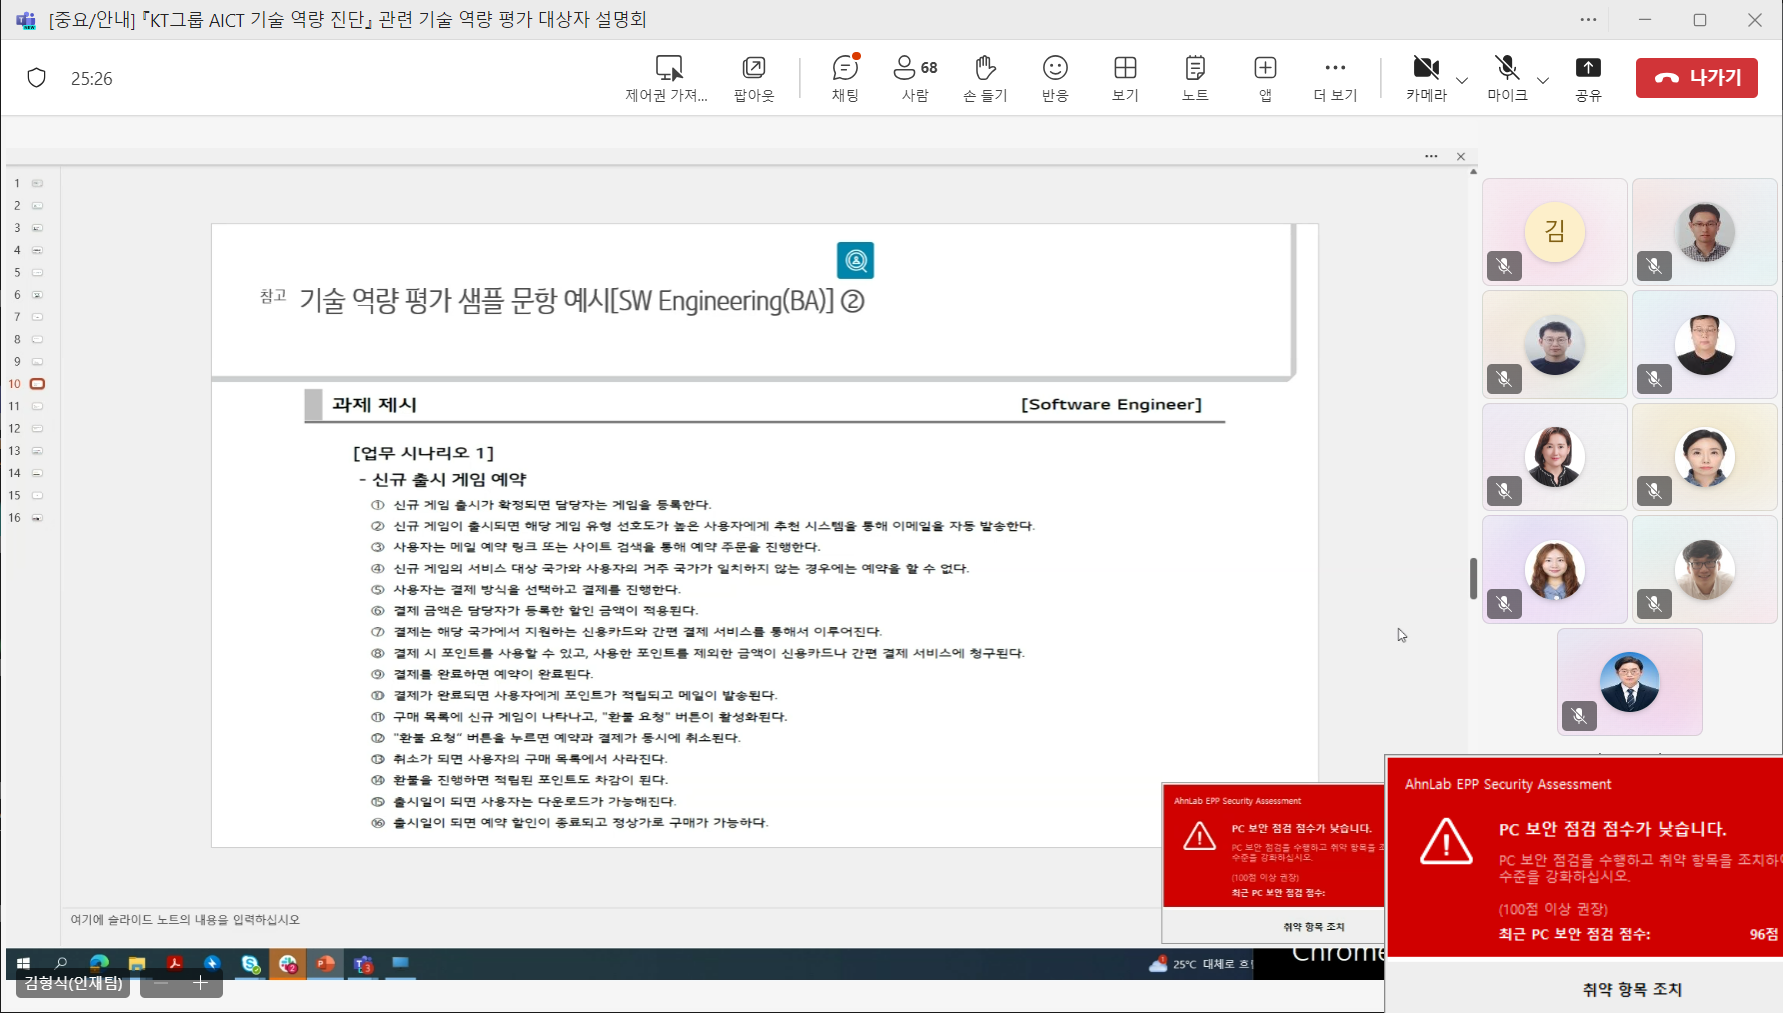 [중요/안내]『KT그룹 AICT 기술 역량 진단』 관련 기술 역량 평가 대상자 설명회
25:26
제어권 가져...
팝아웃
채팅
사람
68
손 들기
반응
보기
노트
앱
더 보기
카메라
마이크
공유
나가기
1
2
3
4
5
6
7
8
9
10
11
12
13
14
15
16
참고 기술 역량 평가 샘플 문항 예시[SW Engineering(BA)] ②
과제 제시
[Software Engineer]
[업무 시나리오 1]
- 신규 출시 게임 예약
① 신규 게임 출시가 확정되면 담당자는 게임을 등록한다.
② 신규 게임이 출시되면 해당 게임 유형 선호도가 높은 사용자에게 추천 시스템을 통해 이메일을 자동 발송한다.
③ 사용자는 메일 예약 링크 또는 사이트 검색을 통해 예약 주문을 진행한다.
④ 신규 게임의 서비스 대상 국가와 사용자의 거주 국가가 일치하지 않는 경우에는 예약을 할 수 없다.
⑤ 사용자는 결제 방식을 선택하고 결제를 진행한다.
⑥ 결제 금액은 담당자가 등록한 할인 금액이 적용된다.
⑦ 결제는 해당 국가에서 지원하는 신용카드와 간편 결제 서비스를 통해서 이루어진다.
⑧ 결제 시 포인트를 사용할 수 있고, 사용한 포인트를 제외한 금액이 신용카드나 간편 결제 서비스에 청구된다.
⑨ 결제를 완료하면 예약이 완료된다.
⑩ 결제가 완료되면 사용자에게 포인트가 적립되고 메일이 발송된다.
⑪ 구매 목록에 신규 게임이 나타나고, "환불 요청" 버튼이 활성화된다.
⑫ "환불 요청" 버튼을 누르면 예약과 결제가 동시에 취소된다.
⑬ 취소가 되면 사용자의 구매 목록에서 사라진다.
⑭ 환불을 진행하면 적립된 포인트도 차감이 된다.
⑮ 출시일이 되면 사용자는 다운로드가 가능해진다.
⑯ 출시일이 되면 예약 할인이 종료되고 정상가로 구매가 가능하다.
여기에 슬라이드 노트의 내용을 입력하십시오
김
AhnLab EPP Security Assessment
PC 보안 점검 점수가 낮습니다.
PC 보안 점검을 수행하고 취약 항목을 조
수준을 강화하십시오.
(100점 이상 권장)
최근 PC 보안 점검 점수:
취약 항목 조치
AhnLab EPP Security Assessment
PC 보안 점검 점수가 낮습니다.
PC 보안 점검을 수행하고 취약 항목을 조치하여
수준을 강화하십시오.
(100점 이상 권장)
최근 PC 보안 점검 점수: 96점
취약 항목 조치
25°C 대체로 흐림
Chrome
김형식(인재팀)